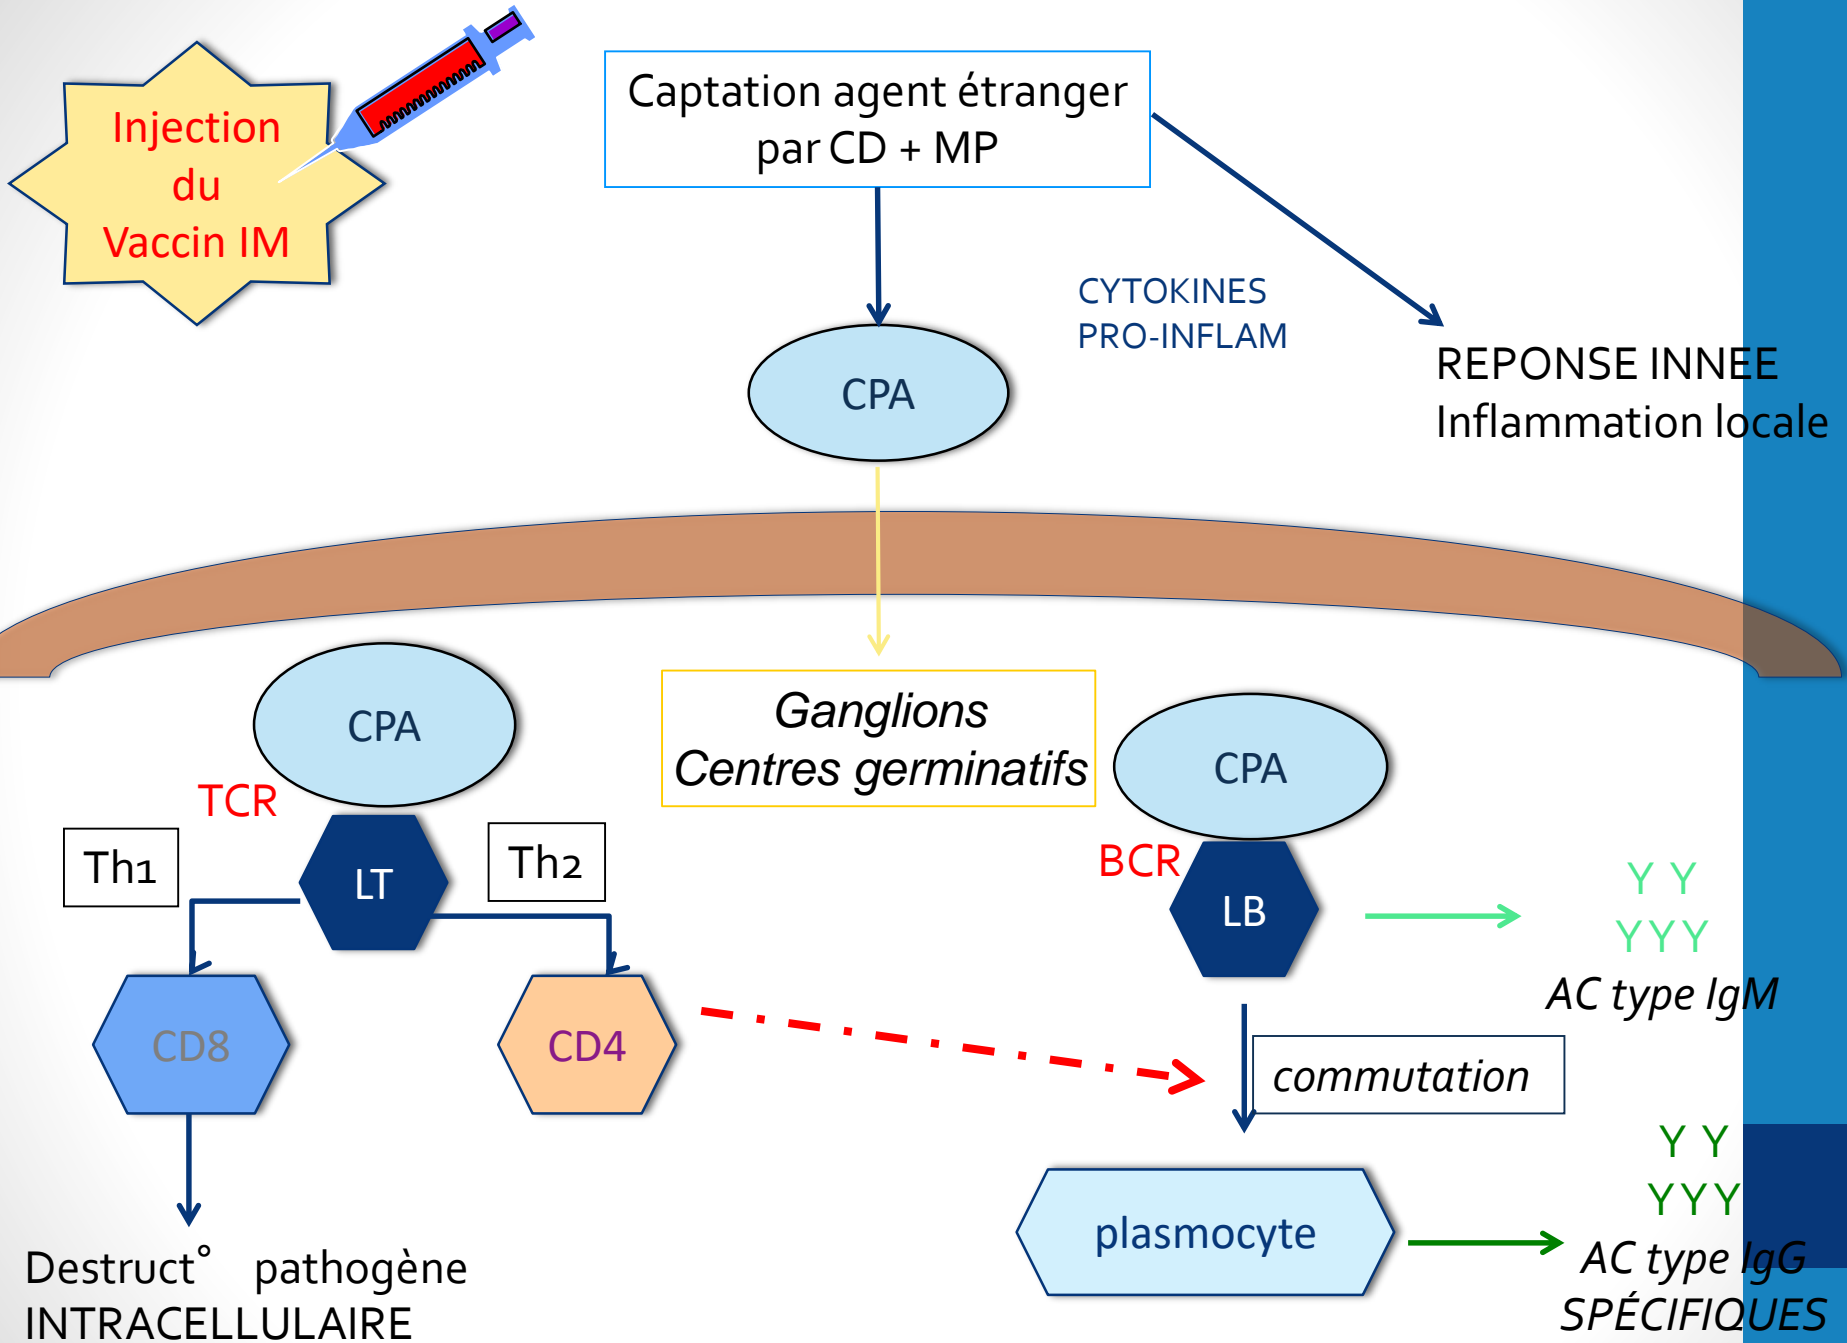 Injection
du
Vaccin IM
Captation agent étranger
par CD + MP
CYTOKINES
PRO-INFLAM
REPONSE INNEE
Inflammation locale
CPA
Ganglions
Centres germinatifs
CPA
TCR
LT
Th1
Th2
CD8
CD4
Destruct° pathogène
INTRACELLULAIRE
CPA
BCR
LB
Y Y
Y Y Y
AC type IgM
commutation
plasmocyte
Y Y
Y Y Y
AC type IgG
SPÉCIFIQUES